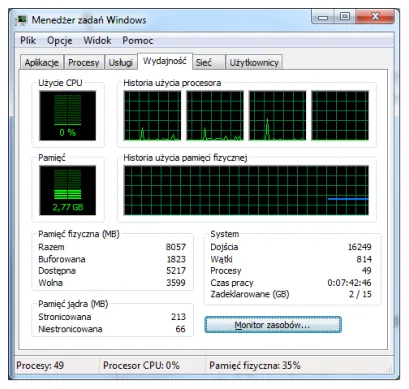 Menedżer zadań Windows
Plik Opcje Widok Pomoc
Aplikacje Procesy Usługi Wydajność Sieć Użytkownicy
Użycie CPU
Historia użycia procesora
0 %
Pamięć
Historia użycia pamięci fizycznej
2,77 GB
Pamięć fizyczna (MB)
Razem 8057
Buforowana 1823
Dostępna 5217
Wolna 3599
System
Dojścia 16249
Wątki 814
Procesy 49
Czas pracy 0:07:42:46
Zadeklarowane (GB) 2 / 15
Pamięć jądra (MB)
Stronicowana 213
Niestronicowana 66
Monitor zasobów...
Procesy: 49 Procesor CPU: 0% Pamięć fizyczna: 35%